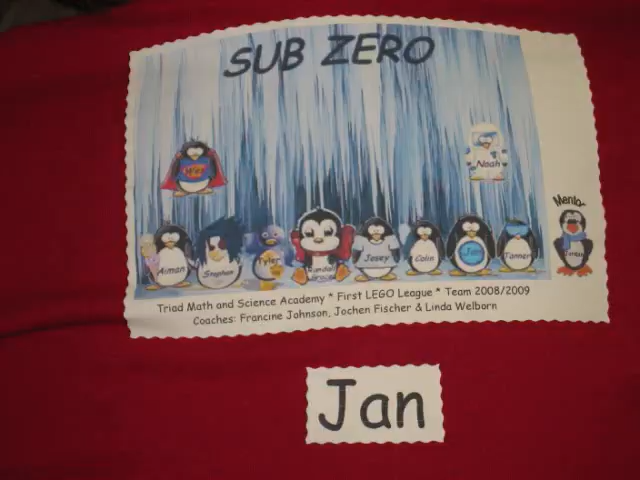 SUB ZERO
Noah
Mentor
Aiman
Stephen
Tyler
Randall
Josey
Colin
Jan
Tanner
Triad Math and Science Academy * First LEGO League * Team 2008/2009
Coaches: Francine Johnson, Jochen Fischer & Linda Welborn
Jan